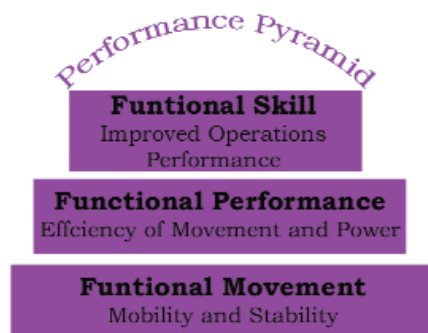 Performance Pyramid
Funtional Skill
Improved Operations
Performance
Functional Performance
Effciency of Movement and Power
Funtional Movement
Mobility and Stability